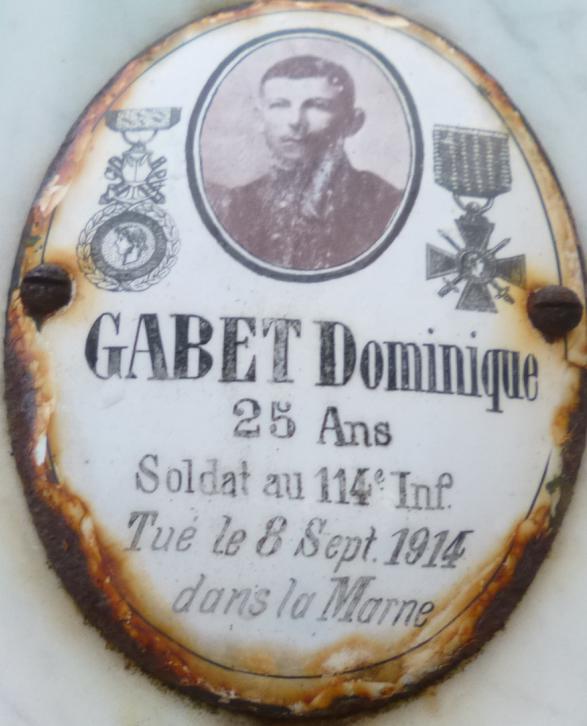 GABET Dominique
25 Ans
Soldat au 114e Inf.
Tué le 8 Sept. 1914
dans la Marne